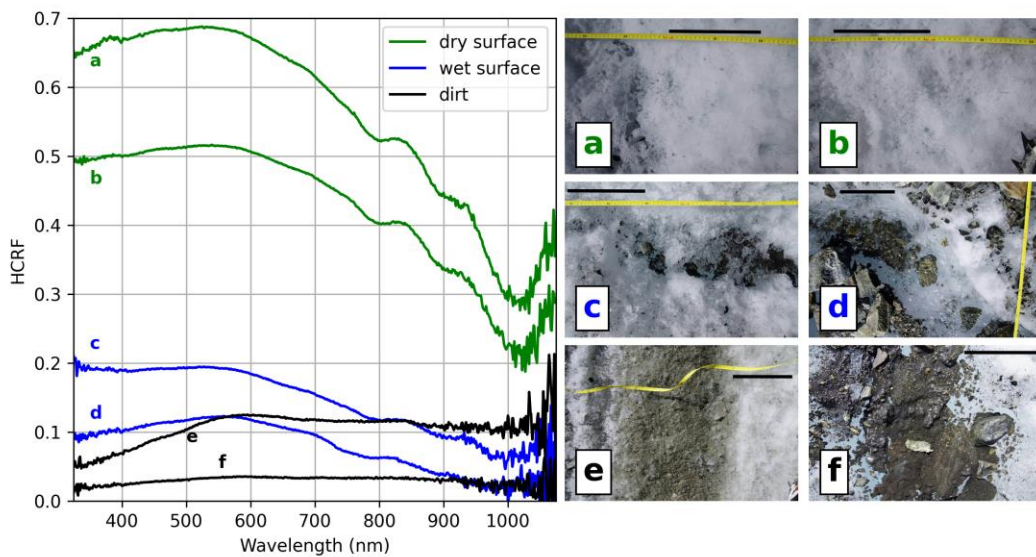 0.7
0.6
0.5
0.4
0.3
0.2
0.1
0.0
HCRF
400 500 600 700 800 900 1000
Wavelength (nm)
dry surface
wet surface
dirt
a
b
c
d
e
f
a
b
c
d
e
f